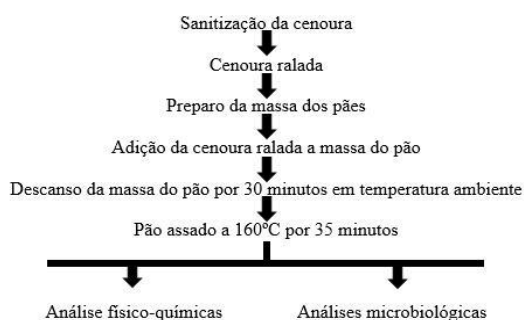 Sanitização da cenoura
Cenoura ralada
Preparo da massa dos pães
Adição da cenoura ralada a massa do pão
Descanso da massa do pão por 30 minutos em temperatura ambiente
Pão assado a 160ºC por 35 minutos
Análise físico-químicas
Análises microbiológicas